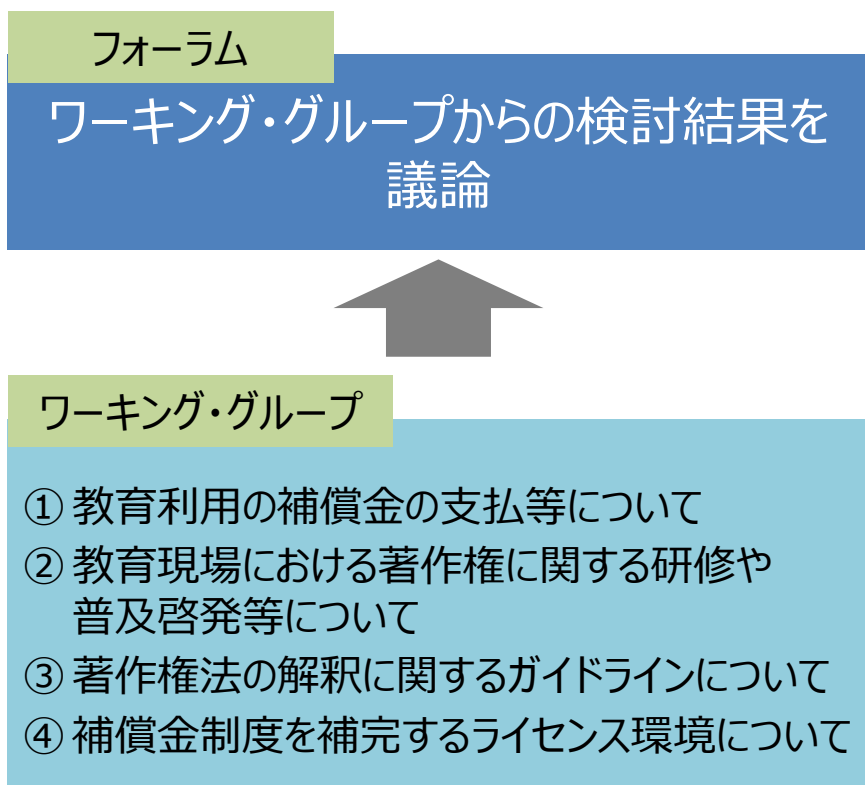 フォーラム
ワーキング・グループからの検討結果を
議論
ワーキング・グループ
① 教育利用の補償金の支払等について
② 教育現場における著作権に関する研修や
普及啓発等について
③ 著作権法の解釈に関するガイドラインについて
④ 補償金制度を補完するライセンス環境について